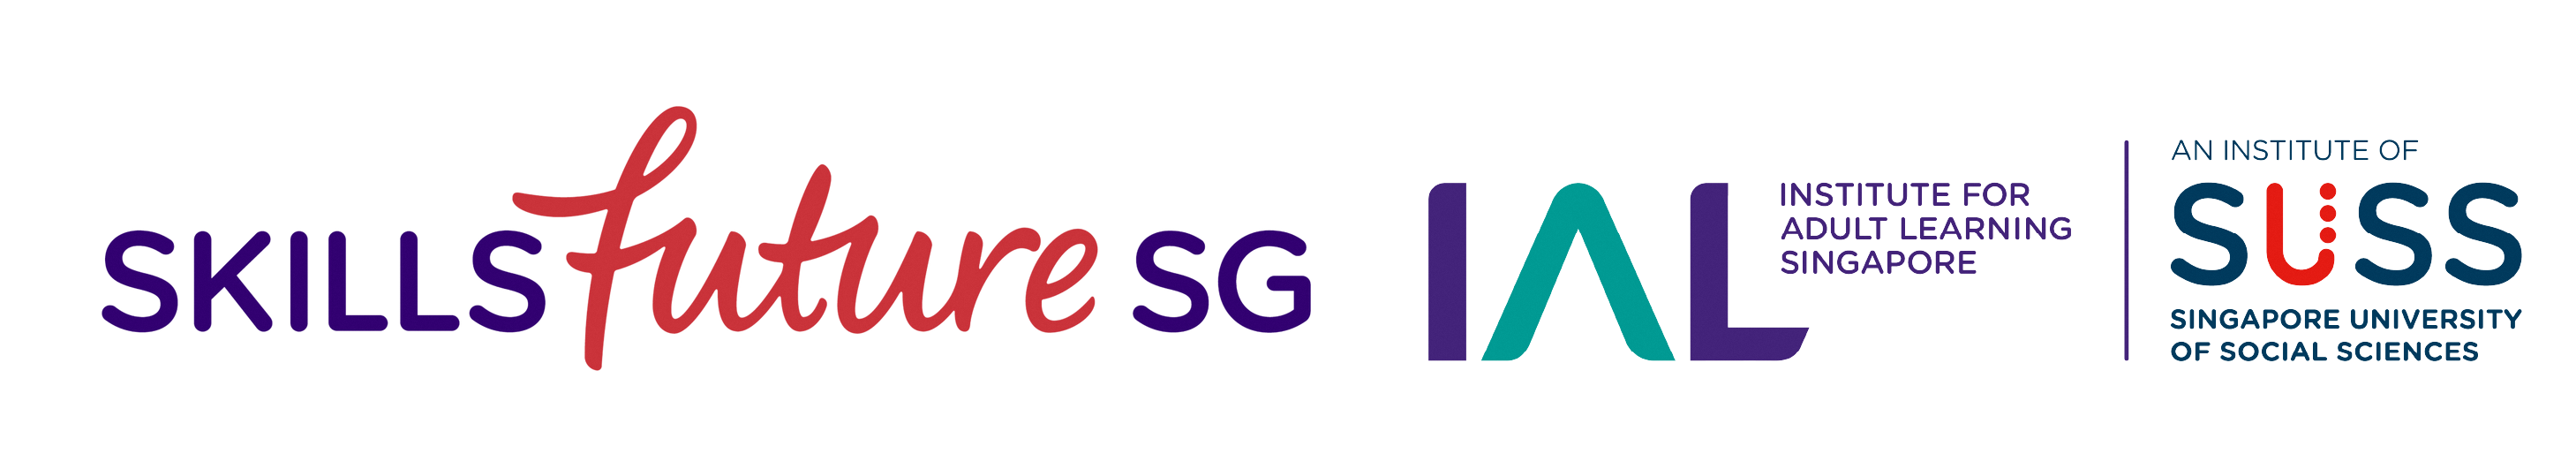 SKILLSfuture SG
IAL
INSTITUTE FOR
ADULT LEARNING
SINGAPORE
AN INSTITUTE OF
SUSS
SINGAPORE UNIVERSITY
OF SOCIAL SCIENCES